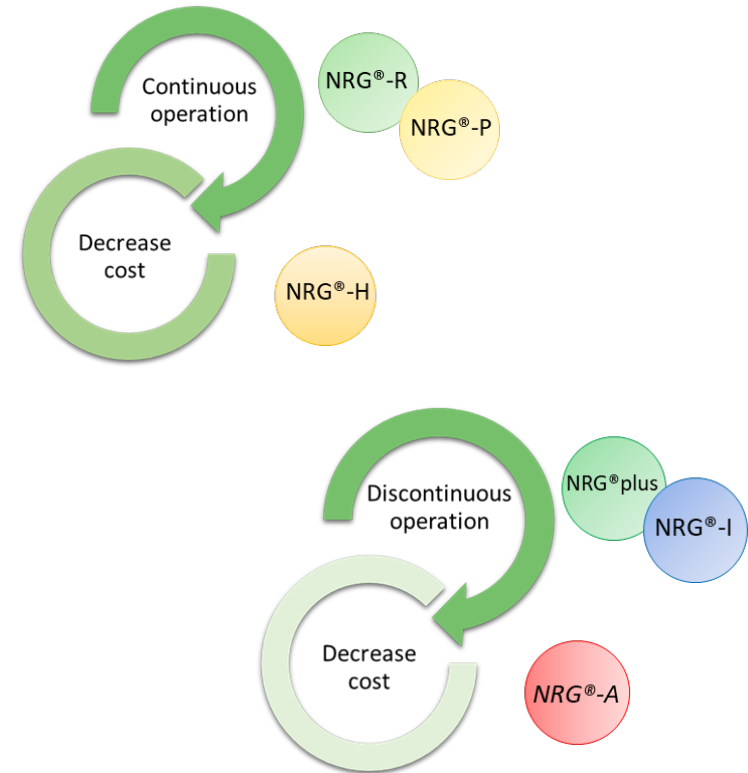 Continuous
operation
NRG®-R
NRG®-P
Decrease
cost
NRG®-H
Discontinuous
operation
NRG®plus
NRG®-I
Decrease
cost
NRG®-A